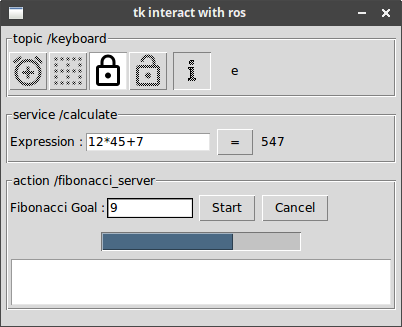 tk interact with ros
topic /keyboard
i e
service /calculate
Expression : 12*45+7 = 547
action /fibonacci_server
Fibonacci Goal : 9 Start Cancel